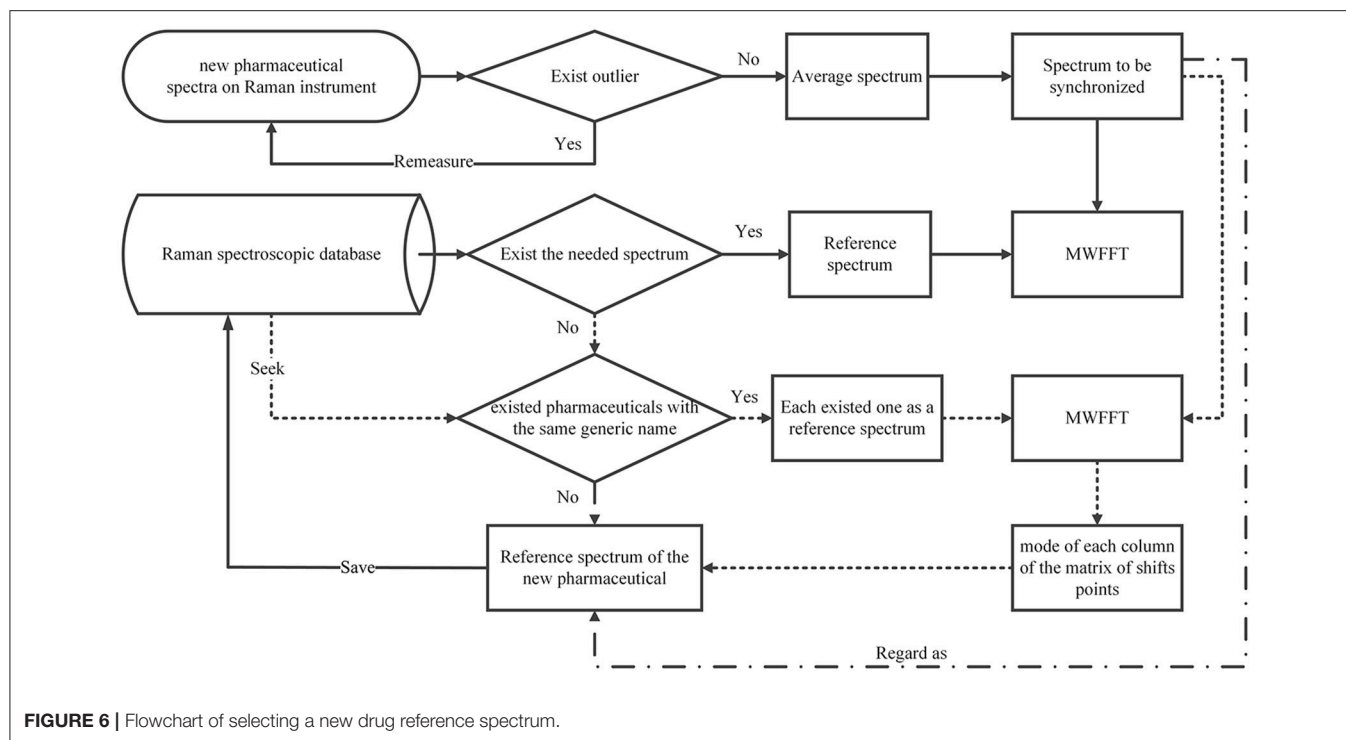 new pharmaceutical
spectra on Raman instrument
Exist outlier
No
Average spectrum
Spectrum to be
synchronized
Yes
Remeasure
Raman spectroscopic database
Exist the needed spectrum
Yes
Reference
spectrum
MWFFT
No
Seek
existed pharmaceuticals with
the same generic name
Yes
Each existed one as a
reference spectrum
MWFFT
No
Reference spectrum of the
new pharmaceutical
Save
mode of each column
of the matrix of shifts
points
Regard as
FIGURE 6 | Flowchart of selecting a new drug reference spectrum.